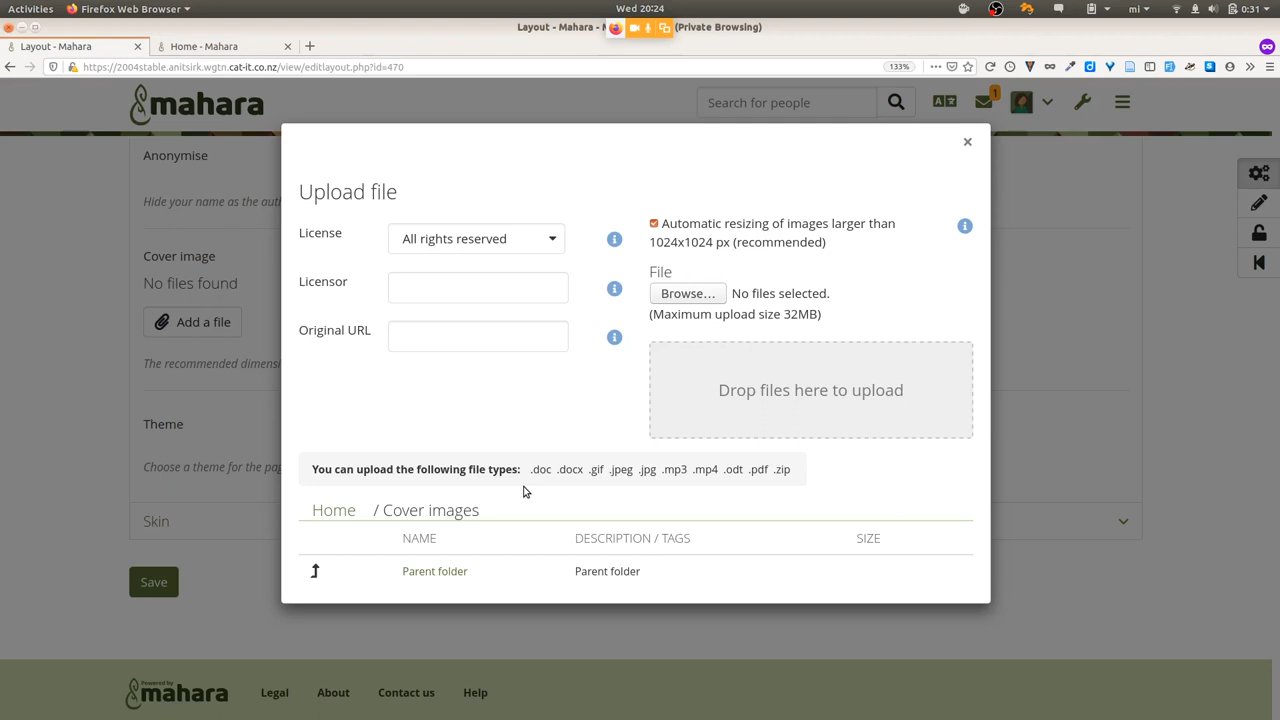 Activities Firefox Web Browser Wed 20:24 mi 0:31
Layout - Mahara - (Private Browsing)
Layout - Mahara Home - Mahara
https://2004stable.anitsirk.wgtn.cat-it.co.nz/view/editlayout.php?id=470 133%
mahara Search for people 1
Anonymise
Hide your name as the aut
Cover image
No files found
Add a file
The recommended dimensi
Theme
Choose a theme for the page
Skin
Save
×
Upload file
License All rights reserved
Licensor
Original URL
Automatic resizing of images larger than
1024x1024 px (recommended)
File
Browse... No files selected.
(Maximum upload size 32MB)
Drop files here to upload
You can upload the following file types: .doc .docx .gif .jpeg .jpg .mp3 .mp4 .odt .pdf .zip
Home / Cover images
NAME DESCRIPTION / TAGS SIZE
Parent folder Parent folder
Powered by
mahara Legal About Contact us Help